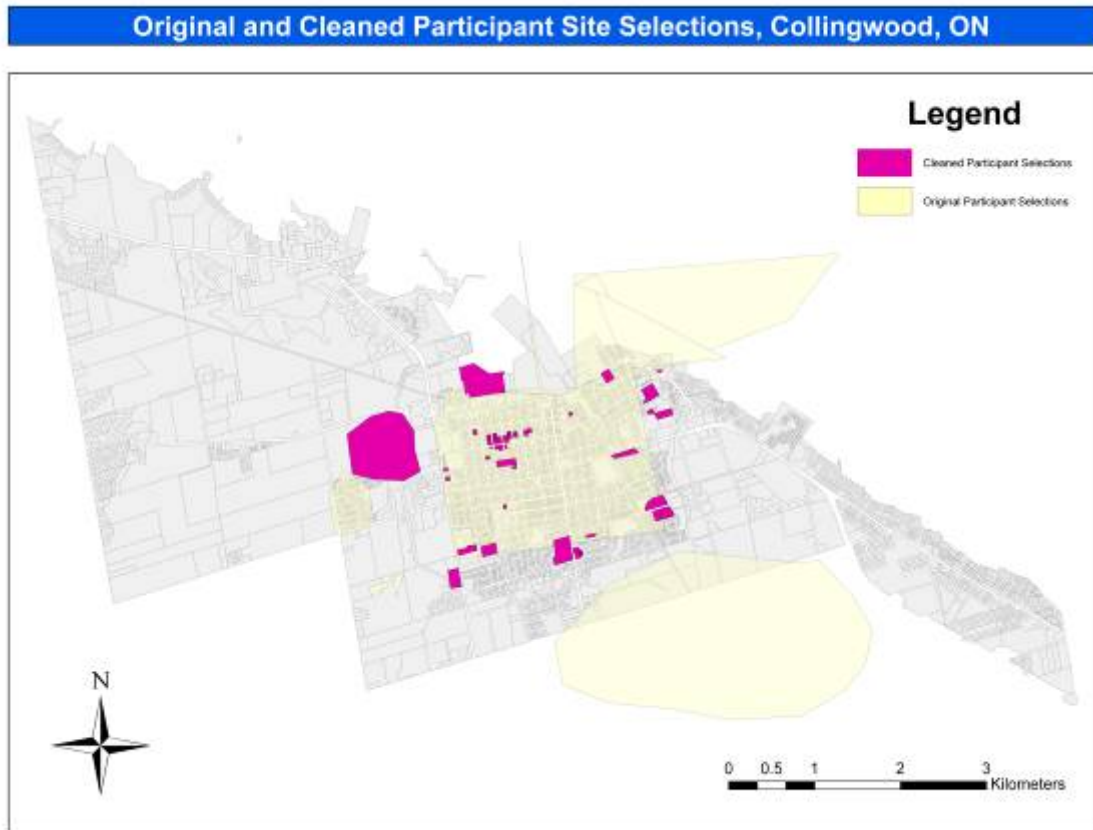 Original and Cleaned Participant Site Selections, Collingwood, ON
Legend
Cleaned Participant Selections
Original Participant Selections
N
0 0.5 1 2 3
Kilometers